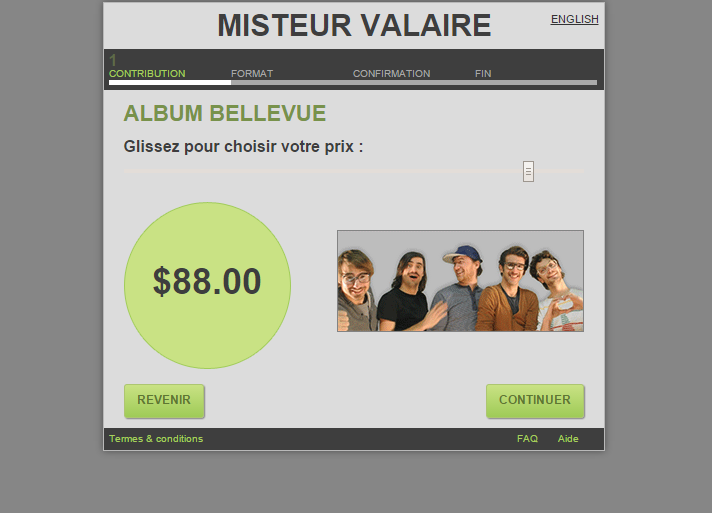 MISTEUR VALAIRE
ENGLISH
1
CONTRIBUTION
FORMAT
CONFIRMATION
FIN
ALBUM BELLEVUE
Glissez pour choisir votre prix :
$88.00
REVENIR
CONTINUER
Termes & conditions
FAQ
Aide